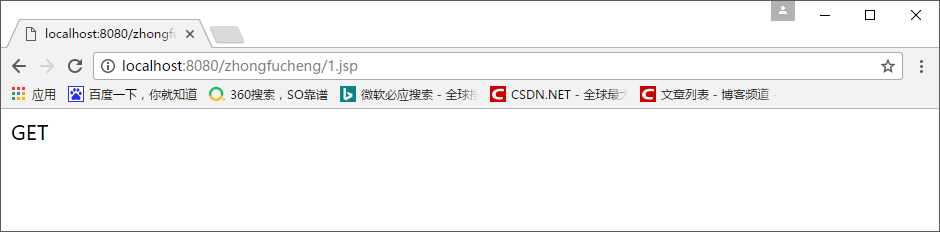 localhost:8080/zhongfu
localhost:8080/zhongfucheng/1.jsp
应用 百度一下，你就知道 360搜索，SO靠谱 微软必应搜索 - 全球搜 CSDN.NET - 全球最大 文章列表 - 博客频道 -
GET